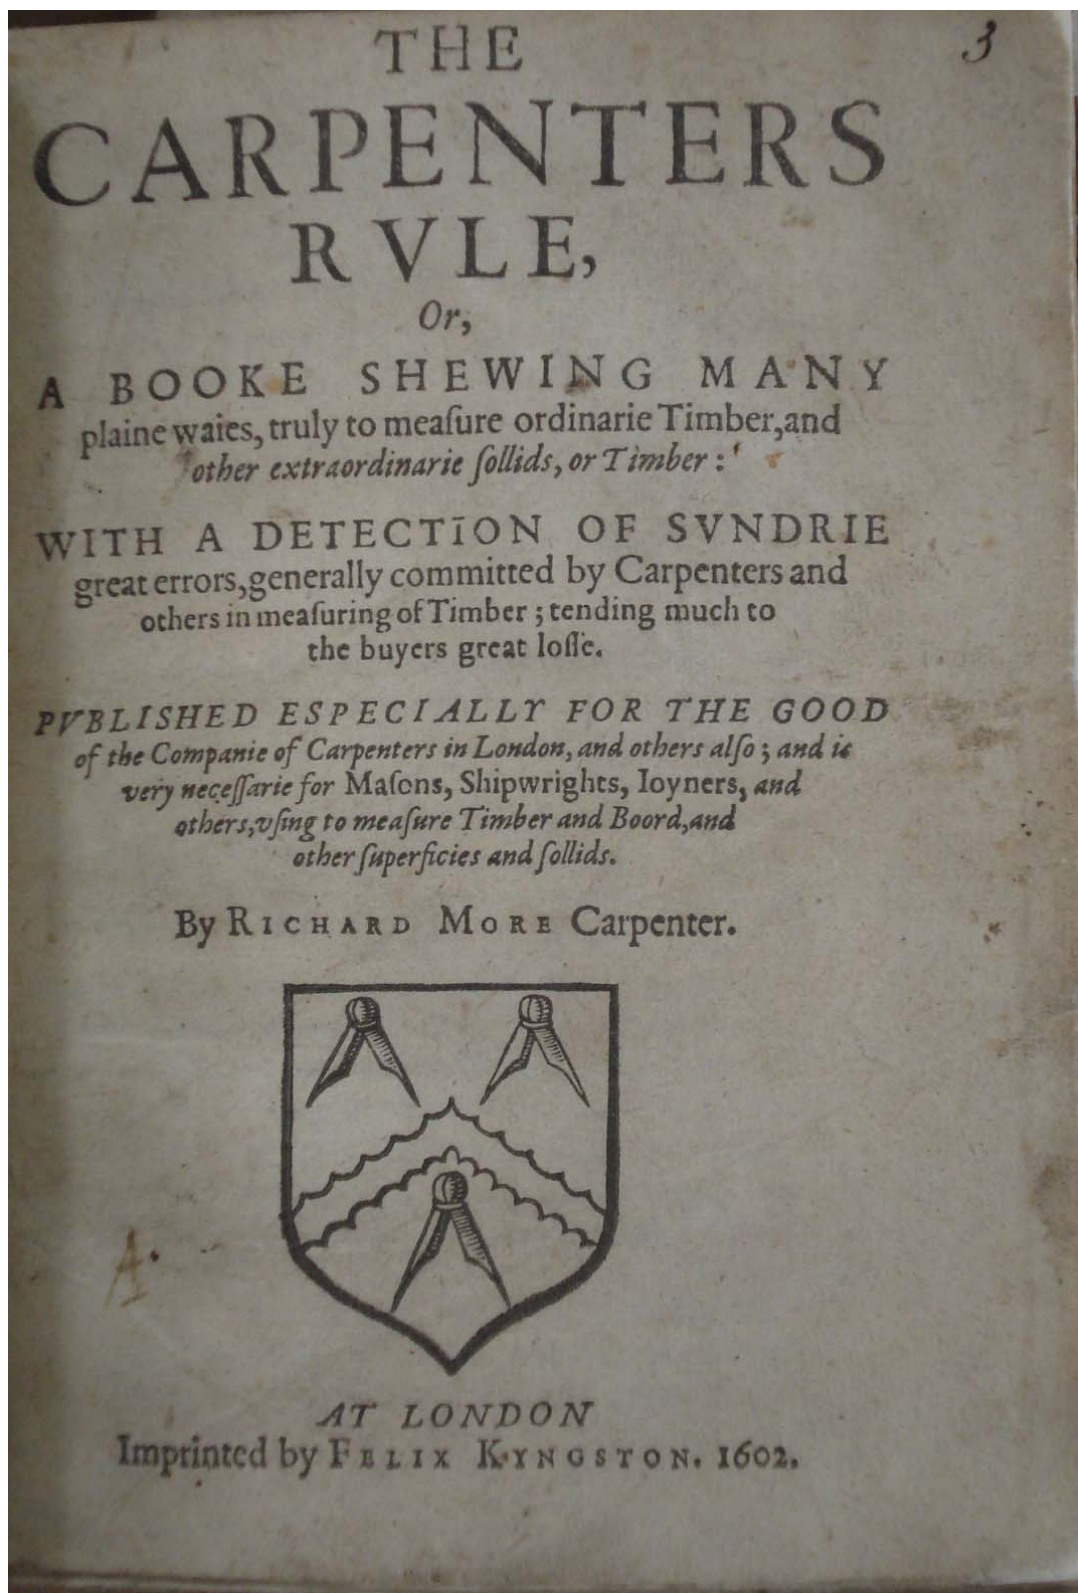 3
THE
CARPENTERS
RVLE,
Or,
A BOOKE SHEWING MANY
plaine waies, truly to meaſure ordinarie Timber, and
other extraordinarie ſollids, or Timber:
WITH A DETECTĪON OF SVNDRIE
great errors, generally committed by Carpenters and
others in meaſuring of Timber; tending much to
the buyers great loſſe.
PVBLISHED ESPECIALLY FOR THE GOOD
of the Companie of Carpenters in London, and others alſo; and is
very neceſſarie for Maſons, Shipwrights, Ioyners, and
others, vſing to meaſure Timber and Boord, and
other ſuperficies and ſollids.
By RICHARD MORE Carpenter.
A.
AT LONDON
Imprinted by FELIX KYNGSTON. 1602.